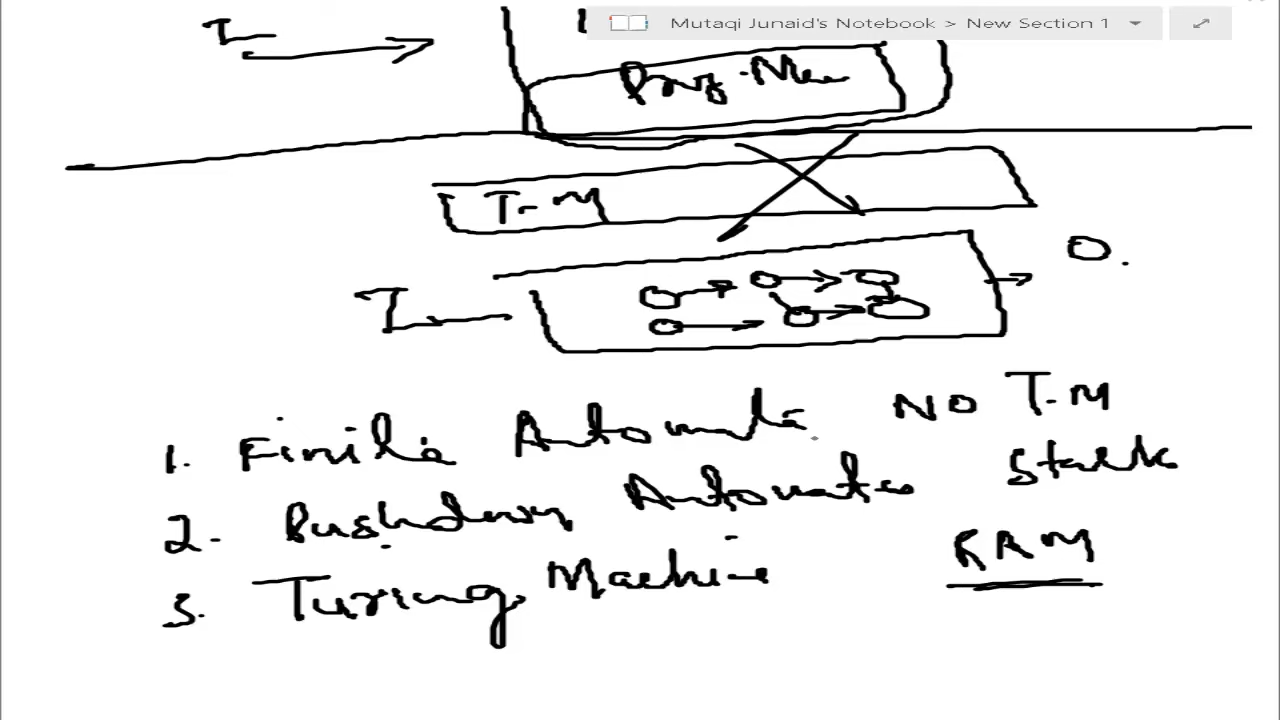 Mutaqi Junaid's Notebook > New Section 1
I
Prog. Mem
T-M
I
O.
1. Finite Automata NO T-M
2. Pushdown Automata Stack
3. Turing Machine RAM